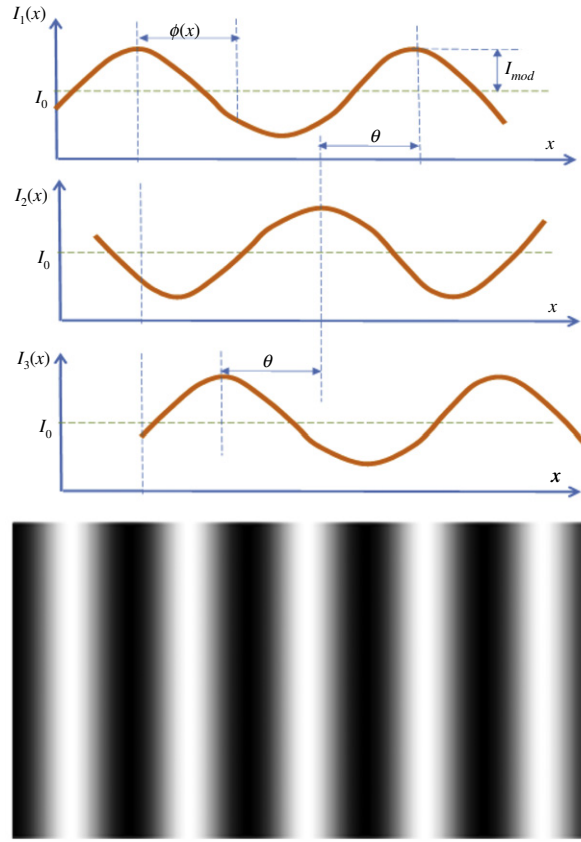 I₁(x)
ϕ(x)
Imod
I₀
θ
x
I₂(x)
I₀
x
I₃(x)
θ
I₀
x